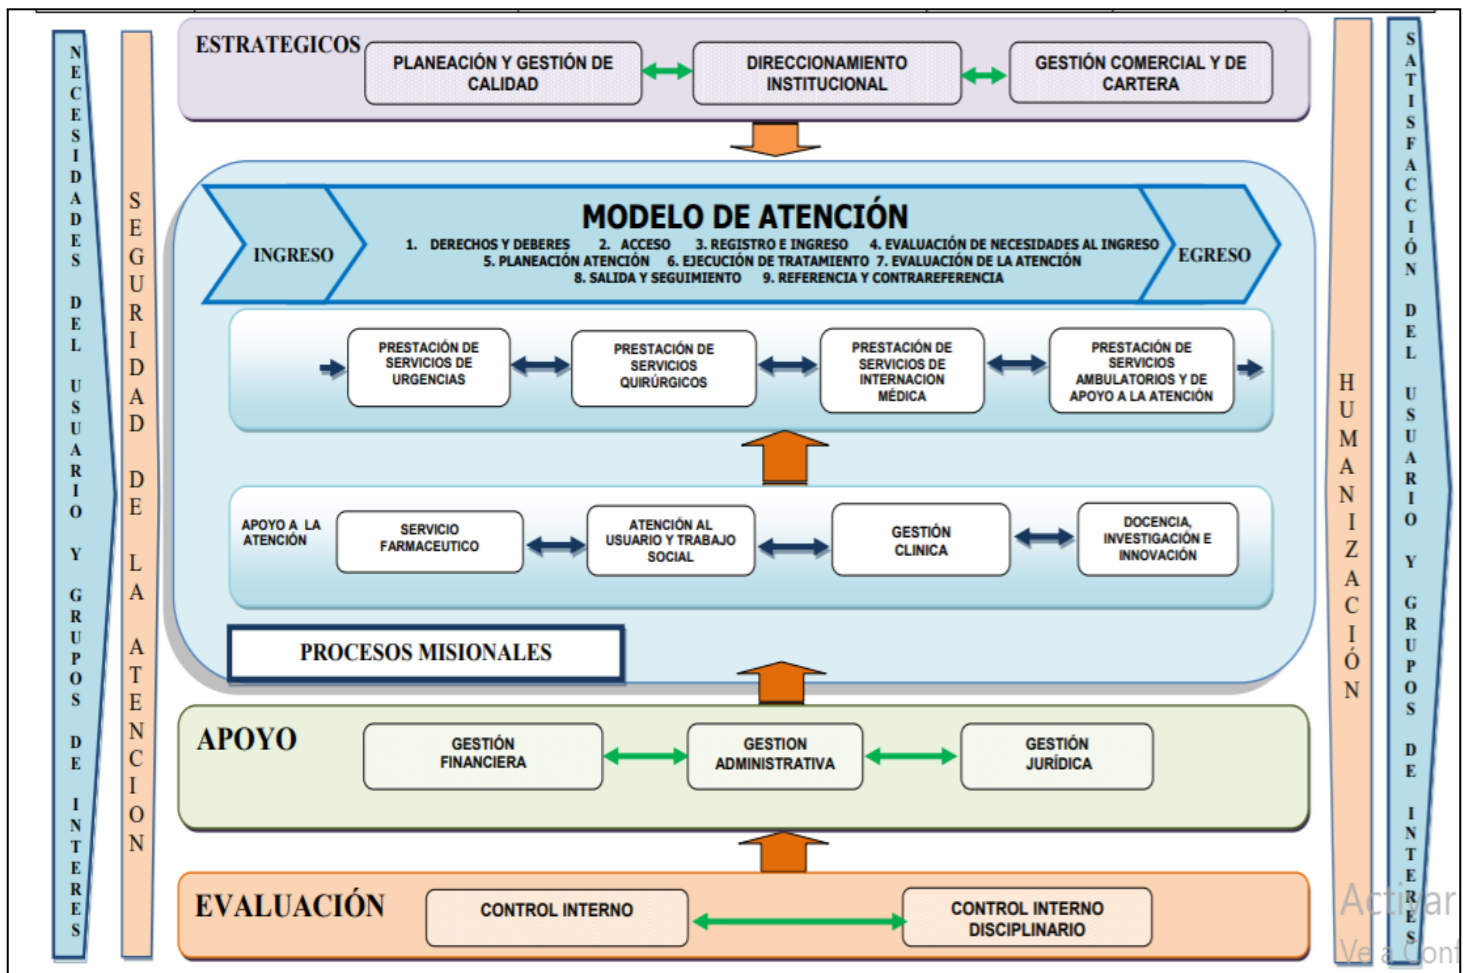 ESTRATEGICOS
PLANEACIÓN Y GESTIÓN DE
CALIDAD
DIRECCIONAMIENTO
INSTITUCIONAL
GESTIÓN COMERCIAL Y DE
CARTERA
NECESIDADES DEL USUARIO Y GRUPOS DE INTERES
SEGURIDAD DE LA ATENCION
INGRESO
MODELO DE ATENCIÓN
1. DERECHOS Y DEBERES 2. ACCESO 3. REGISTRO E INGRESO 4. EVALUACIÓN DE NECESIDADES AL INGRESO
5. PLANEACIÓN ATENCIÓN 6. EJECUCIÓN DE TRATAMIENTO 7. EVALUACIÓN DE LA ATENCIÓN
8. SALIDA Y SEGUIMIENTO 9. REFERENCIA Y CONTRAREFERENCIA
EGRESO
PRESTACIÓN DE
SERVICIOS DE
URGENCIAS
PRESTACIÓN DE
SERVICIOS
QUIRÚRGICOS
PRESTACIÓN DE
SERVICIOS DE
INTERNACION
MÉDICA
PRESTACIÓN DE
SERVICIOS
AMBULATORIOS Y DE
APOYO A LA ATENCIÓN
APOYO A LA
ATENCIÓN
SERVICIO
FARMACEUTICO
ATENCIÓN AL
USUARIO Y TRABAJO
SOCIAL
GESTIÓN
CLINICA
DOCENCIA,
INVESTIGACIÓN E
INNOVACIÓN
PROCESOS MISIONALES
APOYO
GESTIÓN
FINANCIERA
GESTION
ADMINISTRATIVA
GESTIÓN
JURÍDICA
EVALUACIÓN
CONTROL INTERNO
CONTROL INTERNO
DISCIPLINARIO
HUMANIZACIÓN
SATISFACCIÓN DEL USUARIO Y GRUPOS DE INTERES
Activar
Ve a Conf